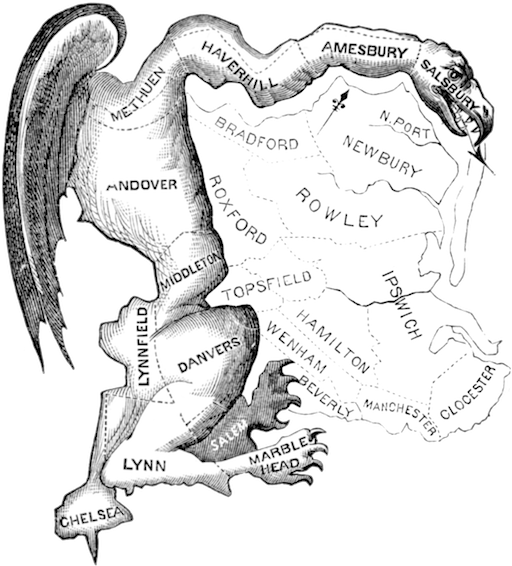 AMESBURY
HAVERHILL
SALSBURY
METHUEN
N.PORT
BRADFORD
NEWBURY
ANDOVER
ROXFORD
ROWLEY
MIDDLETON
TOPSFIELD
IPSWICH
LYNNFIELD
DANVERS
HAMILTON
WENHAM
BEVERLY
MANCHESTER
CLOCESTER
SALEM
LYNN
MARBLE
HEAD
CHELSEA